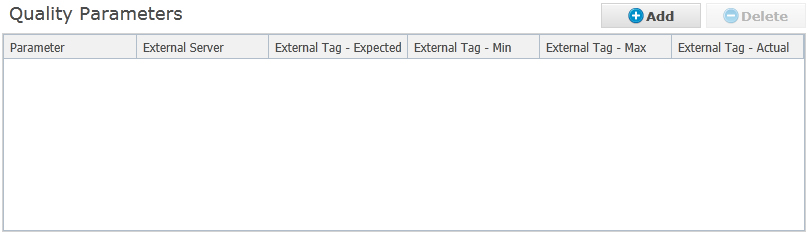 Quality Parameters Add Delete
Parameter External Server External Tag - Expected External Tag - Min External Tag - Max External Tag - Actual